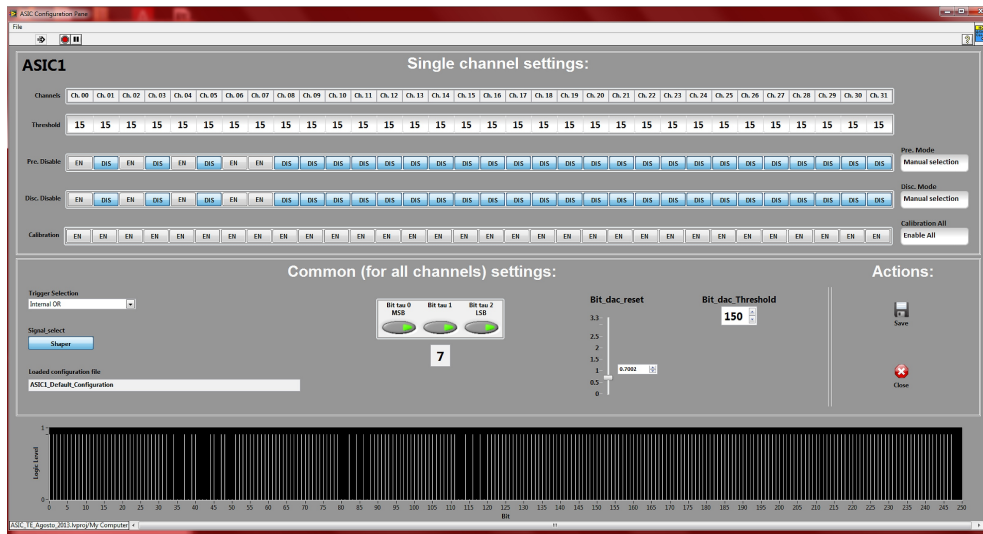 ASIC Configuration Pane
File
ASIC1
Single channel settings:
Channels Ch. 00 Ch. 01 Ch. 02 Ch. 03 Ch. 04 Ch. 05 Ch. 06 Ch. 07 Ch. 08 Ch. 09 Ch. 10 Ch. 11 Ch. 12 Ch. 13 Ch. 14 Ch. 15 Ch. 16 Ch. 17 Ch. 18 Ch. 19 Ch. 20 Ch. 21 Ch. 22 Ch. 23 Ch. 24 Ch. 25 Ch. 26 Ch. 27 Ch. 28 Ch. 29 Ch. 30 Ch. 31
Threshold 15 15 15 15 15 15 15 15 15 15 15 15 15 15 15 15 15 15 15 15 15 15 15 15 15 15 15 15 15 15 15 15
Pre. Mode
Pre. Disable EN DIS EN DIS EN DIS EN EN DIS DIS DIS DIS DIS DIS DIS DIS DIS DIS DIS DIS DIS DIS DIS DIS DIS DIS DIS DIS DIS DIS DIS DIS Manual selection
Disc. Mode
Disc. Disable EN DIS EN DIS EN DIS EN EN DIS DIS DIS DIS DIS DIS DIS DIS DIS DIS DIS DIS DIS DIS DIS DIS DIS DIS DIS DIS DIS DIS DIS DIS Manual selection
Calibration All
Calibration EN EN EN EN EN EN EN EN EN EN EN EN EN EN EN EN EN EN EN EN EN EN EN EN EN EN EN EN EN EN EN EN Enable All
Common (for all channels) settings:
Actions:
Trigger Selection
Internal OR
Signal_select
Shaper
Loaded configuration file
ASIC1_Default_Configuration
Bit tau 0 Bit tau 1 Bit tau 2
MSB LSB
7
Bit_dac_reset
3.3
2.5
2
1.5
1
0.5
0
0.7002
Bit_dac_Threshold
150
Save
Close
Logic Level
1
0
0 5 10 15 20 25 30 35 40 45 50 55 60 65 70 75 80 85 90 95 100 105 110 115 120 125 130 135 140 145 150 155 160 165 170 175 180 185 190 195 200 205 210 215 220 225 230 235 240 245 250
Bit
ASIC_TE_Agosto_2013.lvproj/My Computer